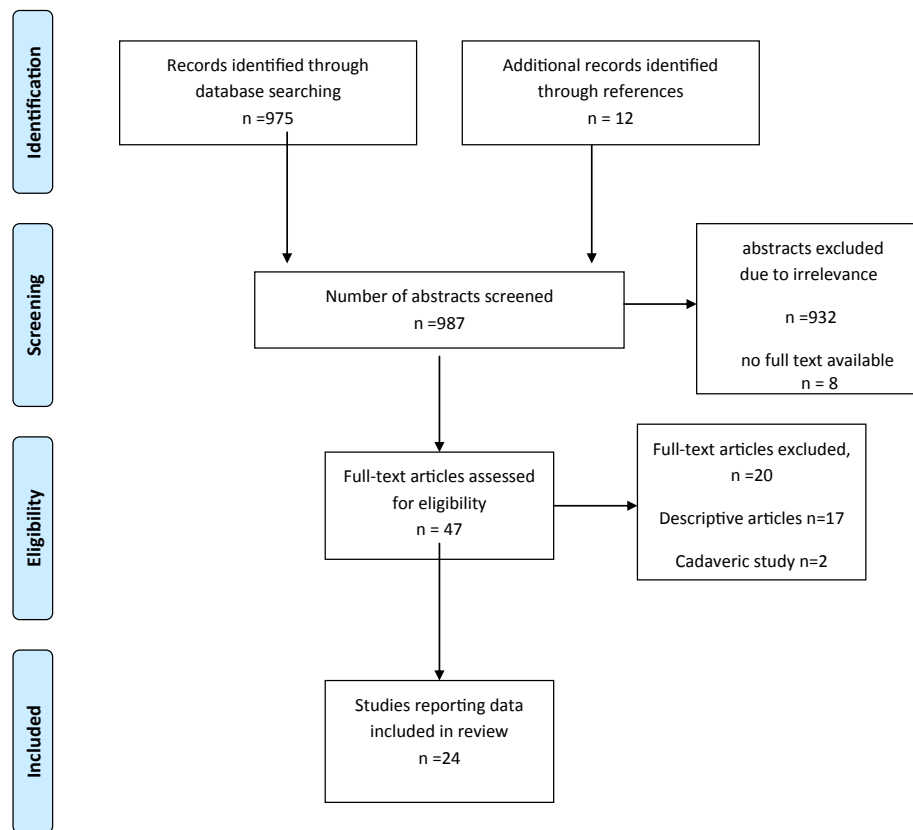 Identification
Records identified through
database searching
n =975
Additional records identified
through references
n = 12
Screening
Number of abstracts screened
n =987
abstracts excluded
due to irrelevance
n =932
no full text available
n = 8
Eligibility
Full-text articles assessed
for eligibility
n = 47
Full-text articles excluded,
n =20
Descriptive articles n=17
Cadaveric study n=2
Included
Studies reporting data
included in review
n =24